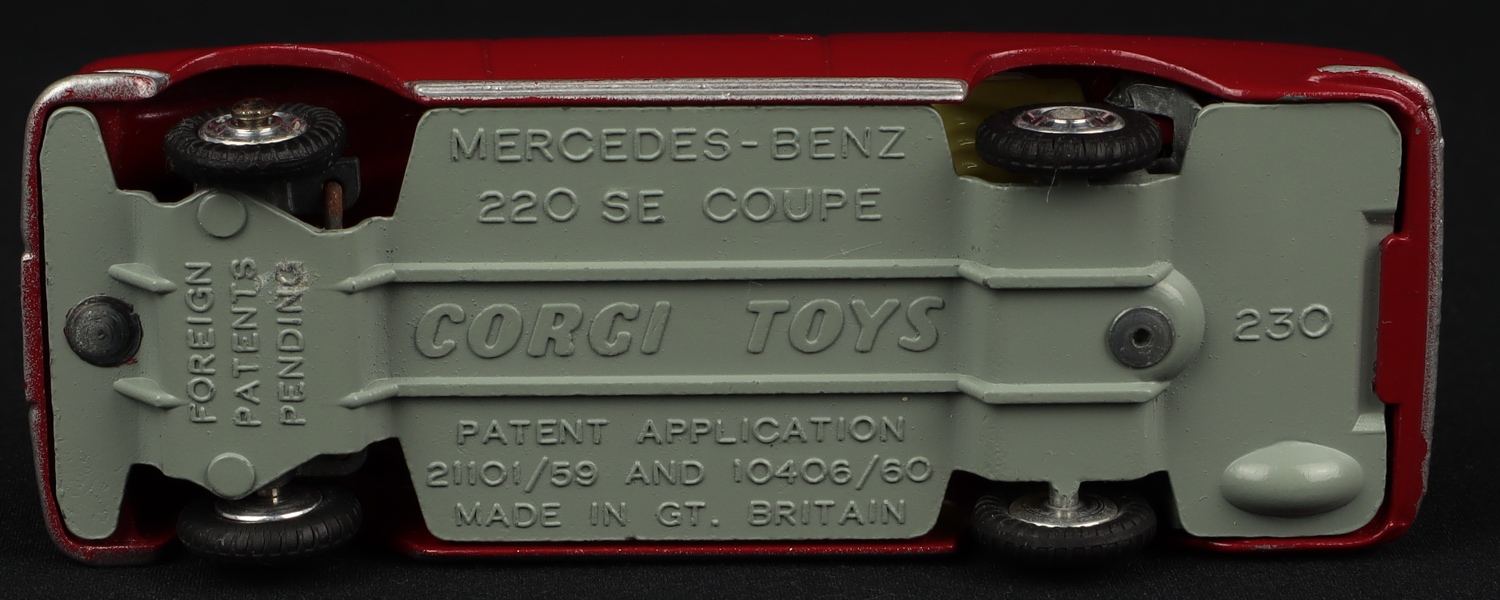 MERCEDES-BENZ
220 SE COUPE
FOREIGN
PATENTS
PENDING
CORGI TOYS
230
PATENT APPLICATION
21101/59 AND 10406/60
MADE IN GT. BRITAIN